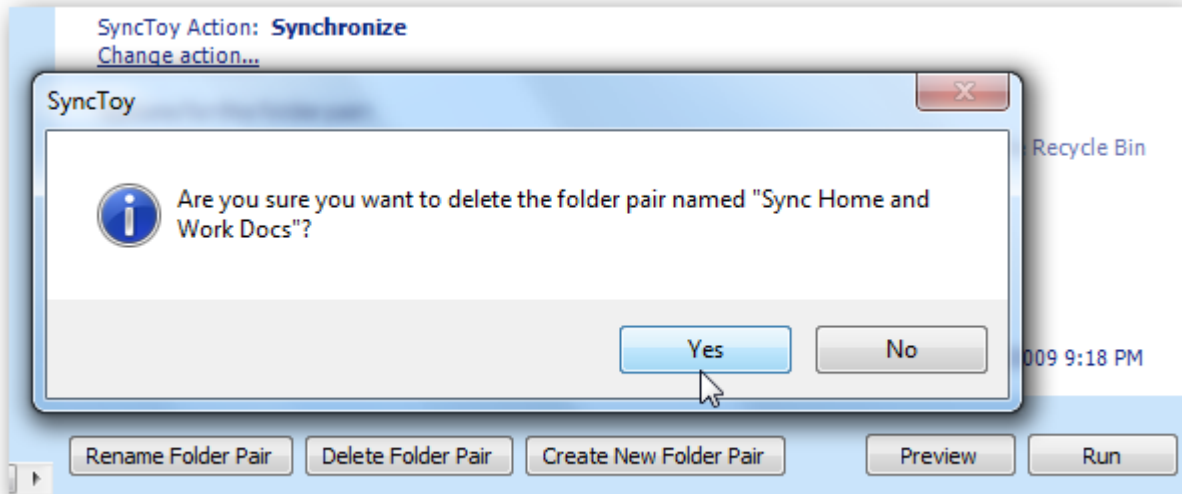 SyncToy Action: Synchronize
Change action...
SyncToy
Recycle Bin
Are you sure you want to delete the folder pair named "Sync Home and
Work Docs"?
Yes No
009 9:18 PM
Rename Folder Pair Delete Folder Pair Create New Folder Pair Preview Run